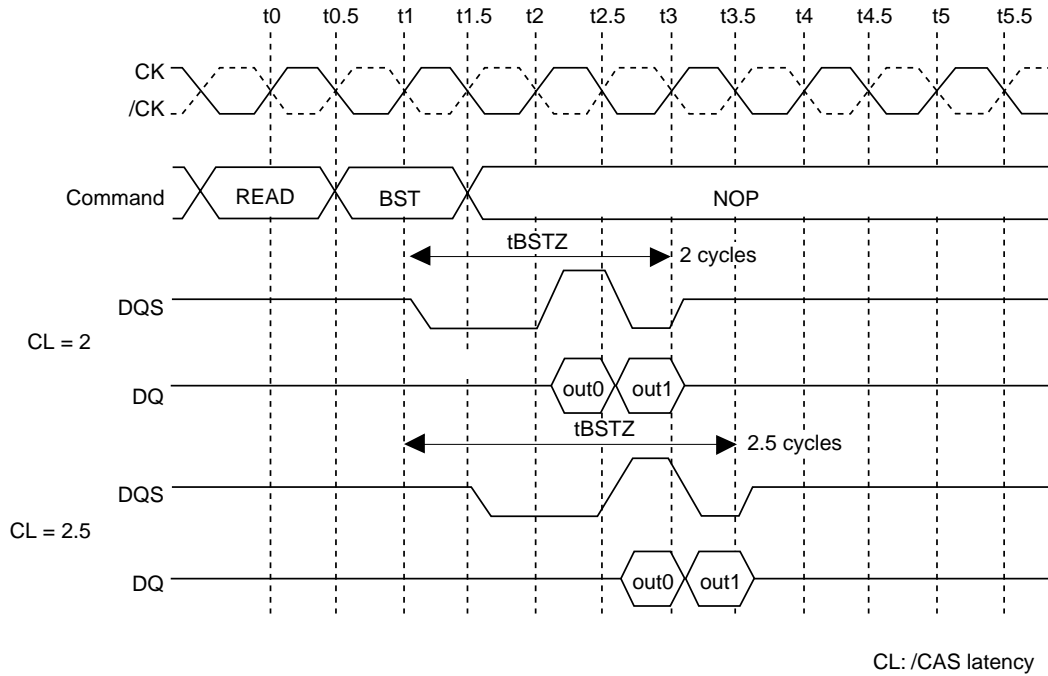 t0 t0.5 t1 t1.5 t2 t2.5 t3 t3.5 t4 t4.5 t5 t5.5
CK
/CK
Command READ BST NOP
tBSTZ 2 cycles
DQS
CL = 2
DQ out0 out1
tBSTZ 2.5 cycles
DQS
CL = 2.5
DQ out0 out1
CL: /CAS latency